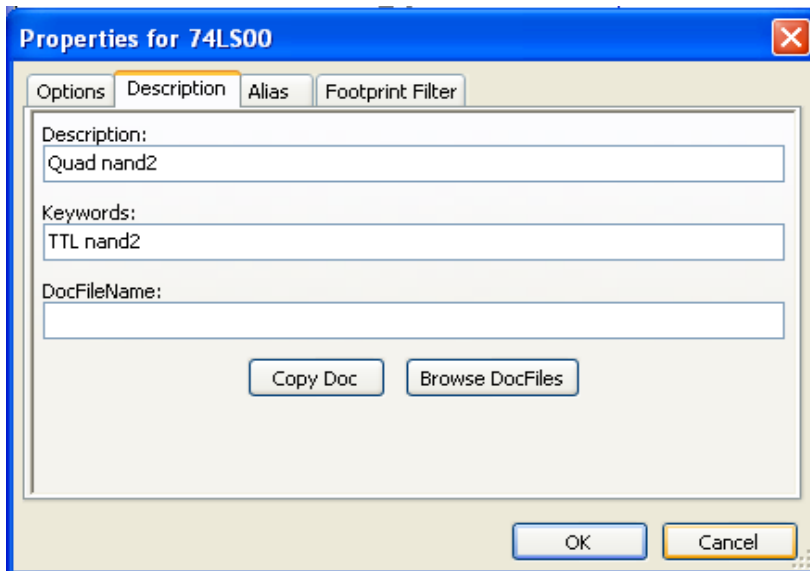 Properties for 74LS00
Options Description Alias Footprint Filter
Description:
Quad nand2
Keywords:
TTL nand2
DocFileName:
Copy Doc Browse DocFiles
OK Cancel